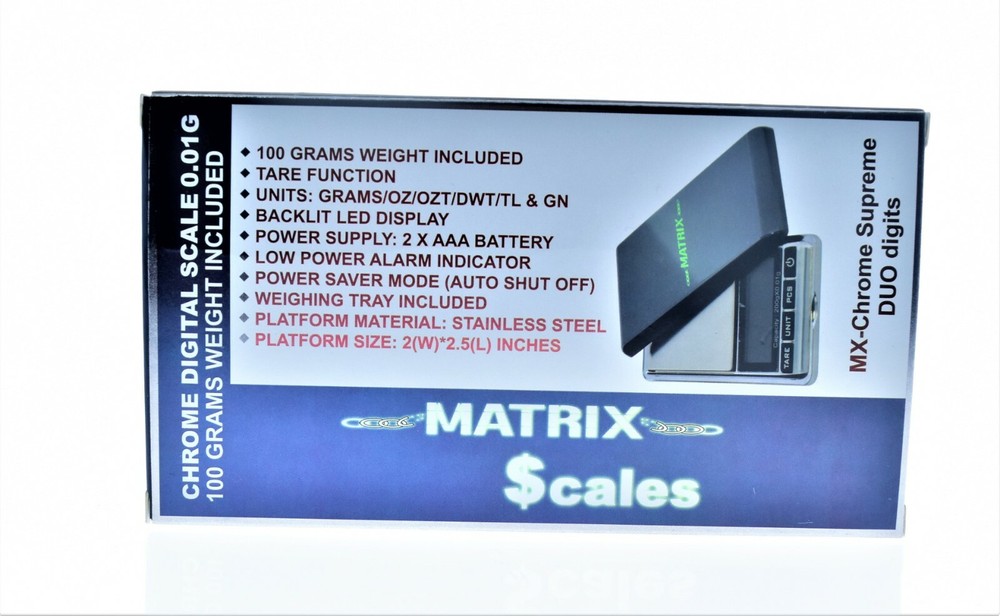 CHROME DIGITAL SCALE 0.01G
100 GRAMS WEIGHT INCLUDED
100 GRAMS WEIGHT INCLUDED
TARE FUNCTION
UNITS: GRAMS/OZ/OZT/DWT/TL & GN
BACKLIT LED DISPLAY
POWER SUPPLY: 2 X AAA BATTERY
LOW POWER ALARM INDICATOR
POWER SAVER MODE (AUTO SHUT OFF)
WEIGHING TRAY INCLUDED
PLATFORM MATERIAL: STAINLESS STEEL
PLATFORM SIZE: 2(W)*2.5(L) INCHES
MATRIX
Capacity: 200gX0.01g
TARE UNIT PCS
MX-Chrome Supreme
DUO digits
MATRIX
$cales